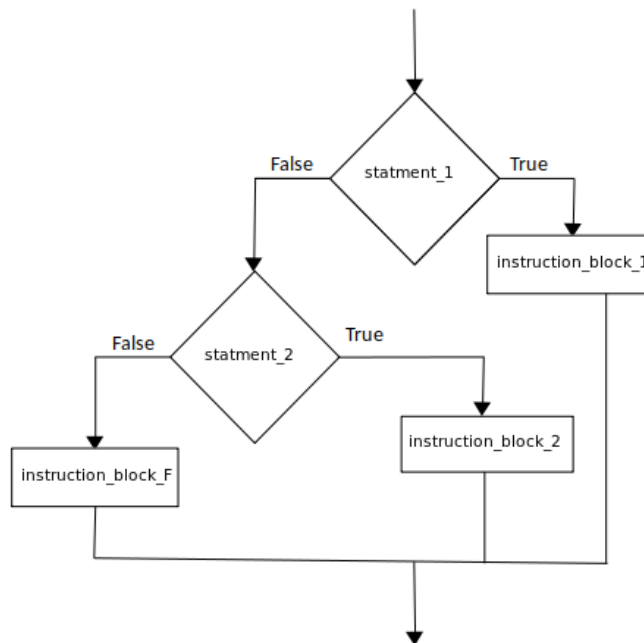 statment_1
False
True
instruction_block_1
statment_2
False
True
instruction_block_2
instruction_block_F